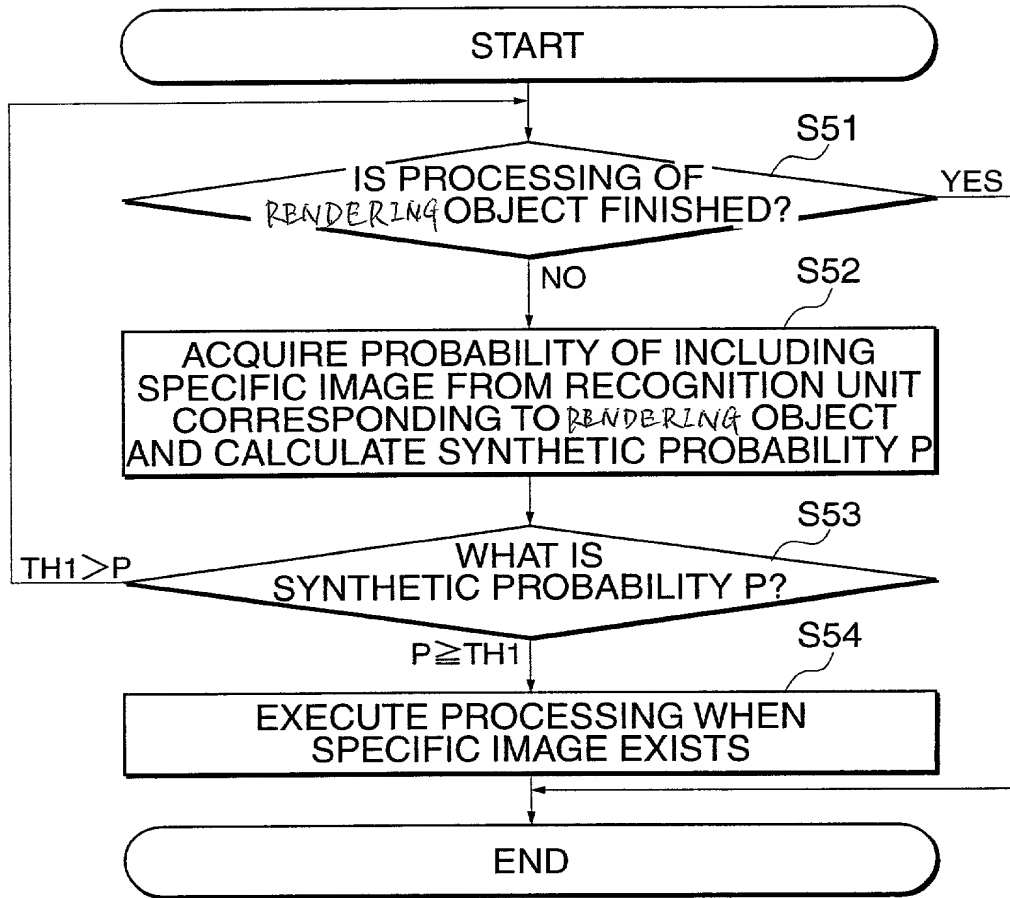 START
S51
IS PROCESSING OF
RENDERING OBJECT FINISHED?
YES
NO
S52
ACQUIRE PROBABILITY OF INCLUDING
SPECIFIC IMAGE FROM RECOGNITION UNIT
CORRESPONDING TO RENDERING OBJECT
AND CALCULATE SYNTHETIC PROBABILITY P
S53
WHAT IS
SYNTHETIC PROBABILITY P?
TH1>P
P≧TH1
S54
EXECUTE PROCESSING WHEN
SPECIFIC IMAGE EXISTS
END